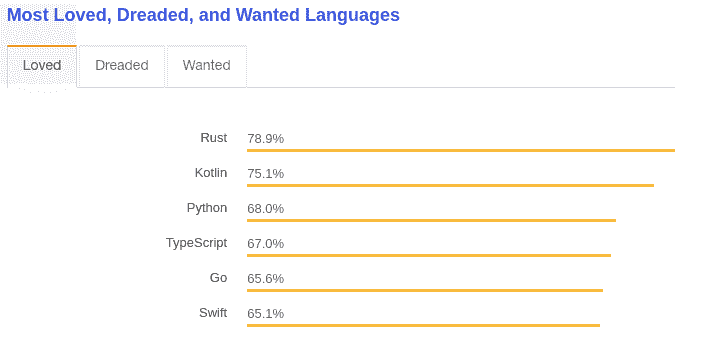 Most Loved, Dreaded, and Wanted Languages
Loved Dreaded Wanted
Rust 78.9%
Kotlin 75.1%
Python 68.0%
TypeScript 67.0%
Go 65.6%
Swift 65.1%